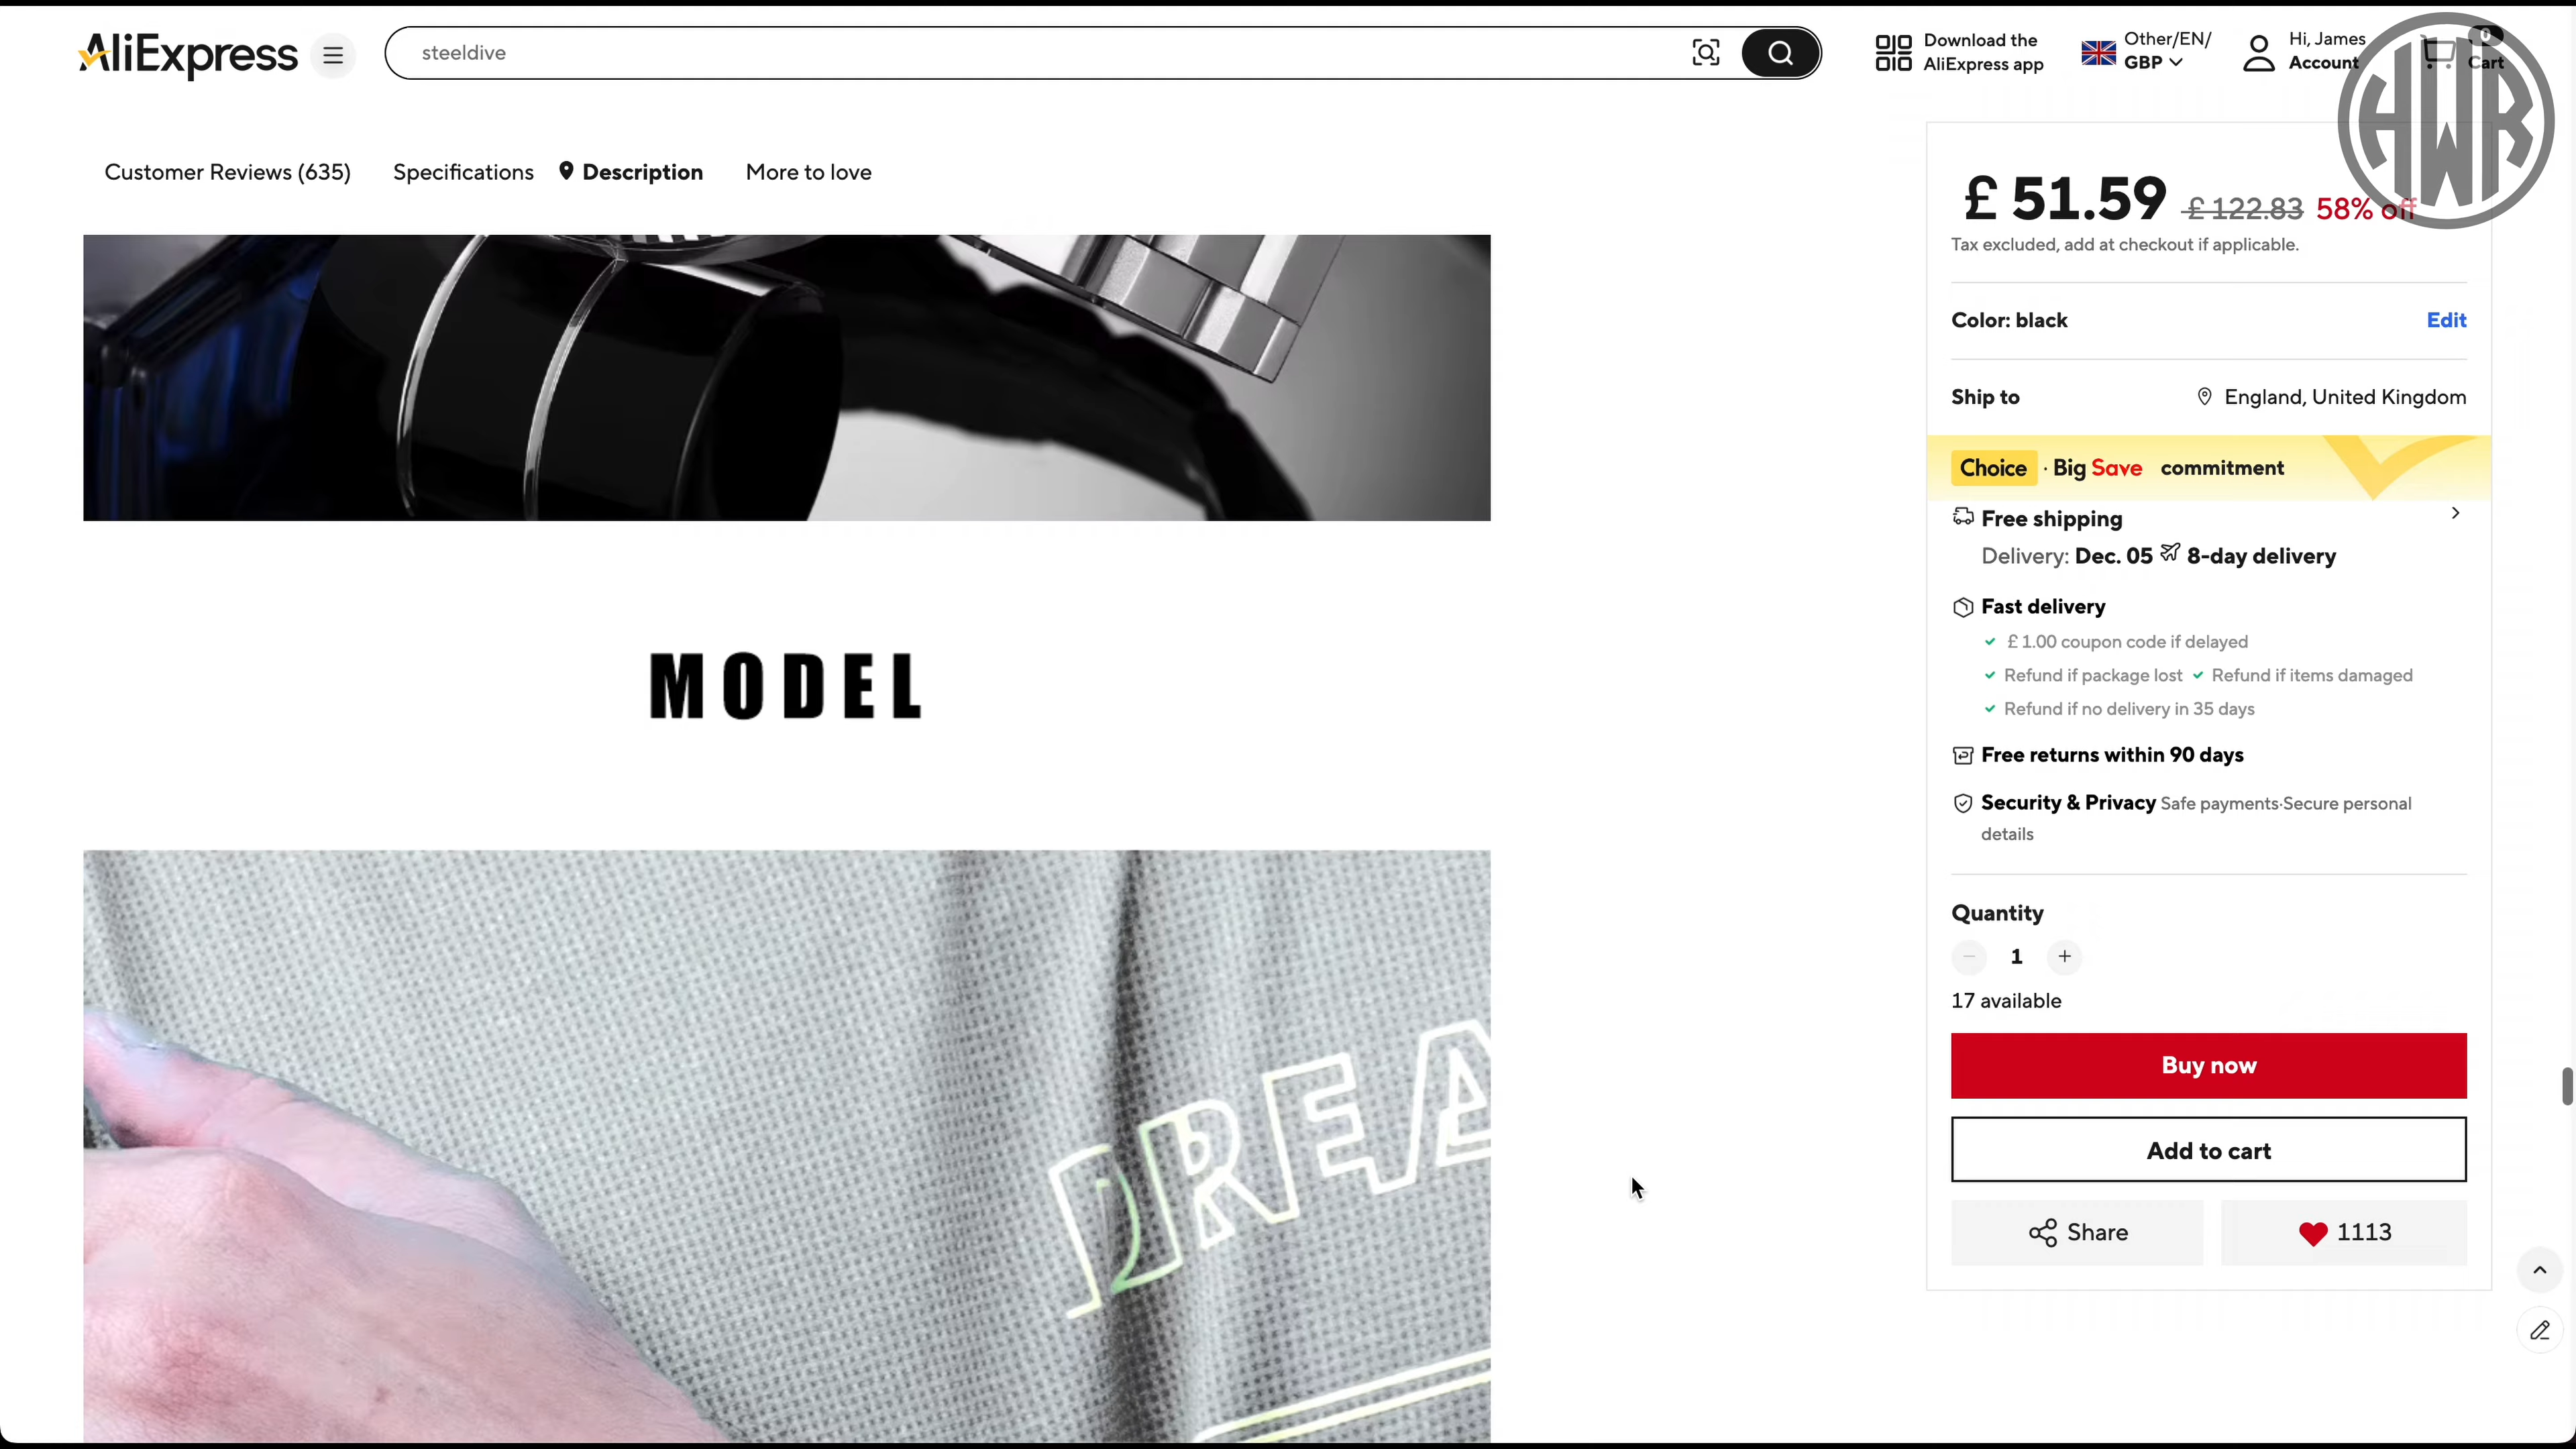 AliExpress
steeldive
Download the
AliExpress app
Other/EN/
GBP
Hi, James
Account
0
Cart
HWR
Customer Reviews (635)
Specifications
Description
More to love
£ 51.59 £ 122.83 58% off
Tax excluded, add at checkout if applicable.
Color: black
Edit
Ship to
England, United Kingdom
Choice · Big Save commitment
Free shipping
Delivery: Dec. 05 8-day delivery
Fast delivery
£ 1.00 coupon code if delayed
Refund if package lost Refund if items damaged
Refund if no delivery in 35 days
Free returns within 90 days
Security & Privacy Safe payments·Secure personal
details
Quantity
1
17 available
Buy now
Add to cart
Share
1113
MODEL
DREA